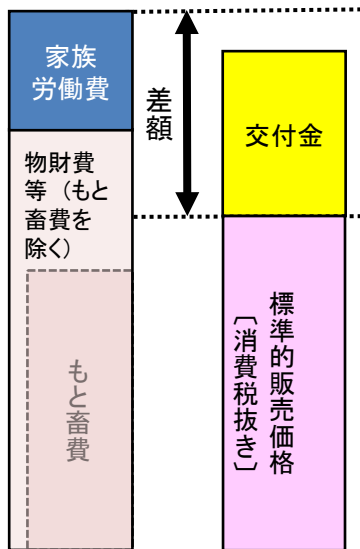 家族
労働費
物財費
等（もと
畜費を
除く）
もと畜費
差額
交付金
標準的販売価格
〔消費税抜き〕